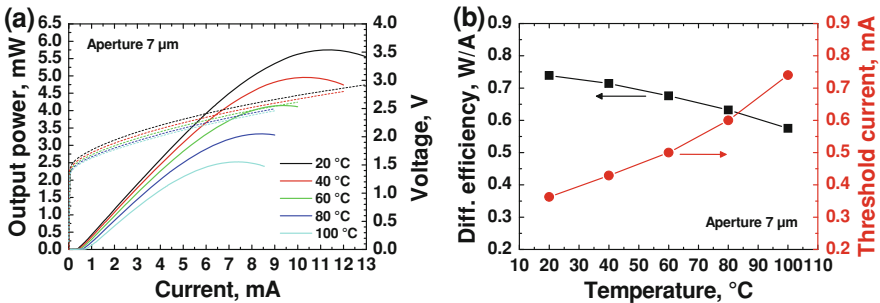 (a)
Output power, mW
6.5
6.0
5.5
5.0
4.5
4.0
3.5
3.0
2.5
2.0
1.5
1.0
0.5
0.0
Aperture 7 μm
20 °C
40 °C
60 °C
80 °C
100 °C
4.0
3.5
3.0
2.5
2.0
1.5
1.0
0.5
0.0
Voltage, V
0 1 2 3 4 5 6 7 8 9 10 11 12 13
Current, mA
(b)
Diff. efficiency, W/A
0.9
0.8
0.7
0.6
0.5
0.4
0.3
0.2
Aperture 7 μm
0.9
0.8
0.7
0.6
0.5
0.4
0.3
0.2
Threshold current, mA
10 20 30 40 50 60 70 80 90 100 110
Temperature, °C